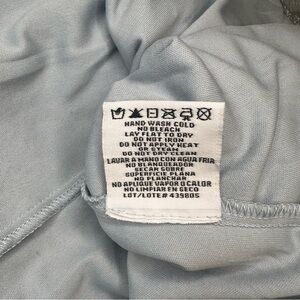 HAND WASH COLD
NO BLEACH
LAY FLAT TO DRY
DO NOT IRON
DO NOT APPLY HEAT
OR STEAM
DO NOT DRY CLEAN
LAVAR A MANO CON AGUA FRIA
NO BLANQUEADOR
SECAR SOBRE
SUPERFICIE PLANA
NO PLANCHAR
NO APLIQUE VAPOR O CALOR
NO LIMPIAR EN SECO
LOT/LOTE# 439805